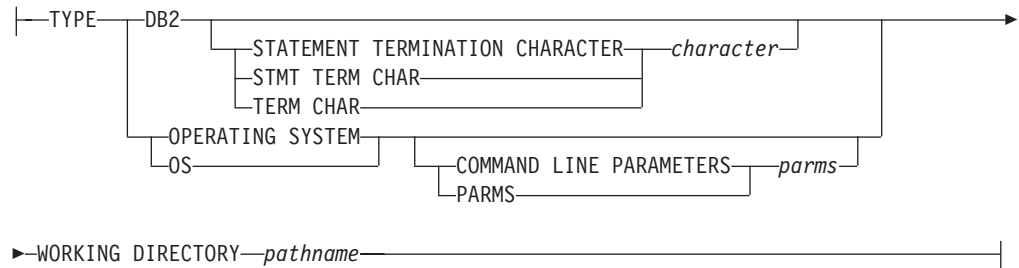 TYPE DB2
STATEMENT TERMINATION CHARACTER character
STMT TERM CHAR
TERM CHAR
OPERATING SYSTEM
OS
COMMAND LINE PARAMETERS parms
PARMS
WORKING DIRECTORY pathname